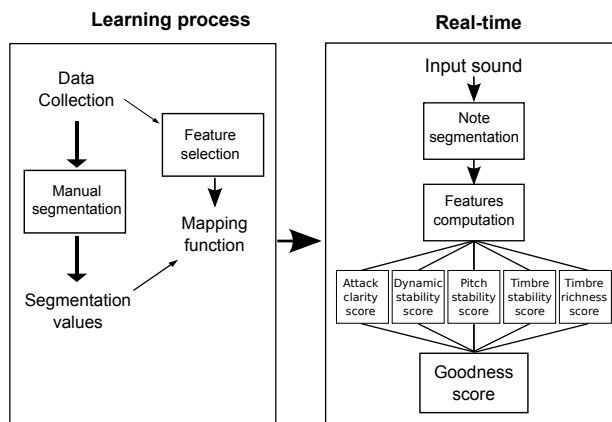 Learning process
Data
Collection
Feature
selection
Manual
segmentation
Mapping
function
Segmentation
values
Real-time
Input sound
Note
segmentation
Features
computation
Attack
clarity
score
Dynamic
stability
score
Pitch
stability
score
Timbre
stability
score
Timbre
richness
score
Goodness
score